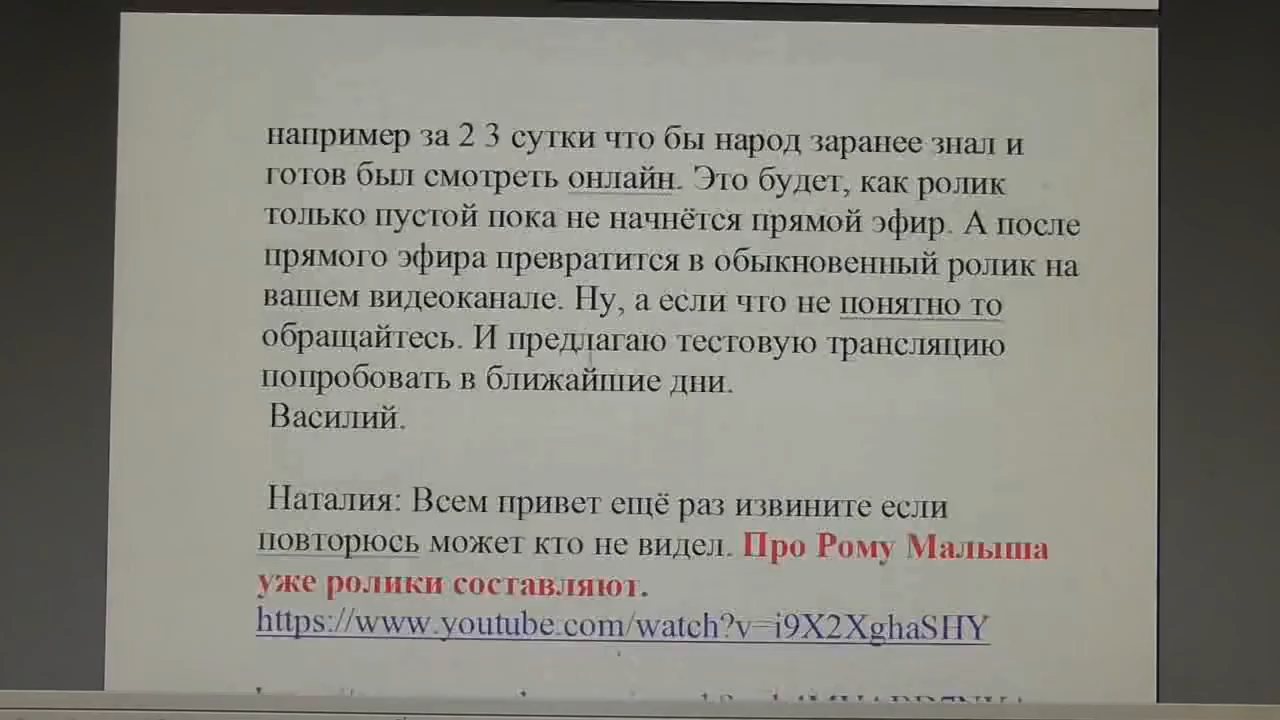 например за 2 3 сутки что бы народ заранее знал и
готов был смотреть онлайн. Это будет, как ролик
только пустой пока не начнётся прямой эфир. А после
прямого эфира превратится в обыкновенный ролик на
вашем видеоканале. Ну, а если что не понятно то
обращайтесь. И предлагаю тестовую трансляцию
попробовать в ближайшие дни.
Василий.
Наталия: Всем привет ещё раз извините если
повторюсь может кто не видел. Про Рому Малыша
уже ролики составляют.
https://www.youtube.com/watch?v=i9X2XghaSHY